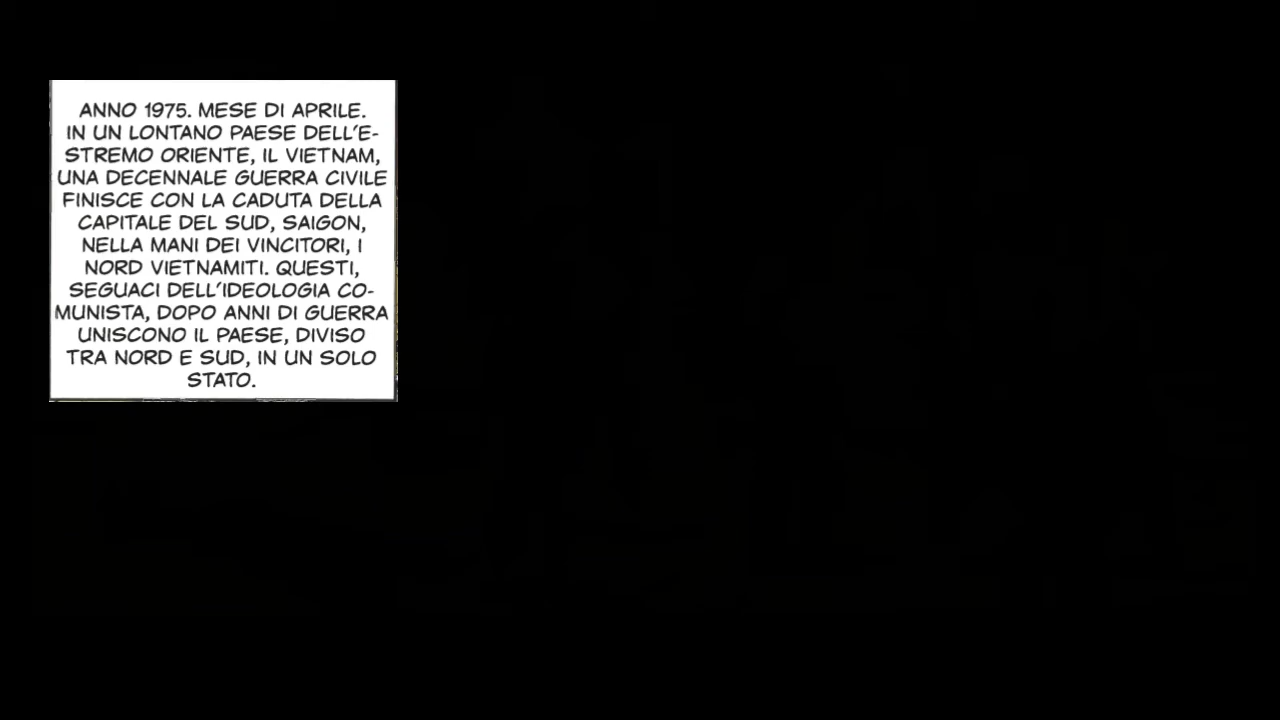 ANNO 1975. MESE DI APRILE.
IN UN LONTANO PAESE DELL'E-
STREMO ORIENTE, IL VIETNAM,
UNA DECENNALE GUERRA CIVILE
FINISCE CON LA CADUTA DELLA
CAPITALE DEL SUD, SAIGON,
NELLA MANI DEI VINCITORI, I
NORD VIETNAMITI. QUESTI,
SEGUACI DELL'IDEOLOGIA CO-
MUNISTA, DOPO ANNI DI GUERRA
UNISCONO IL PAESE, DIVISO
TRA NORD E SUD, IN UN SOLO
STATO.